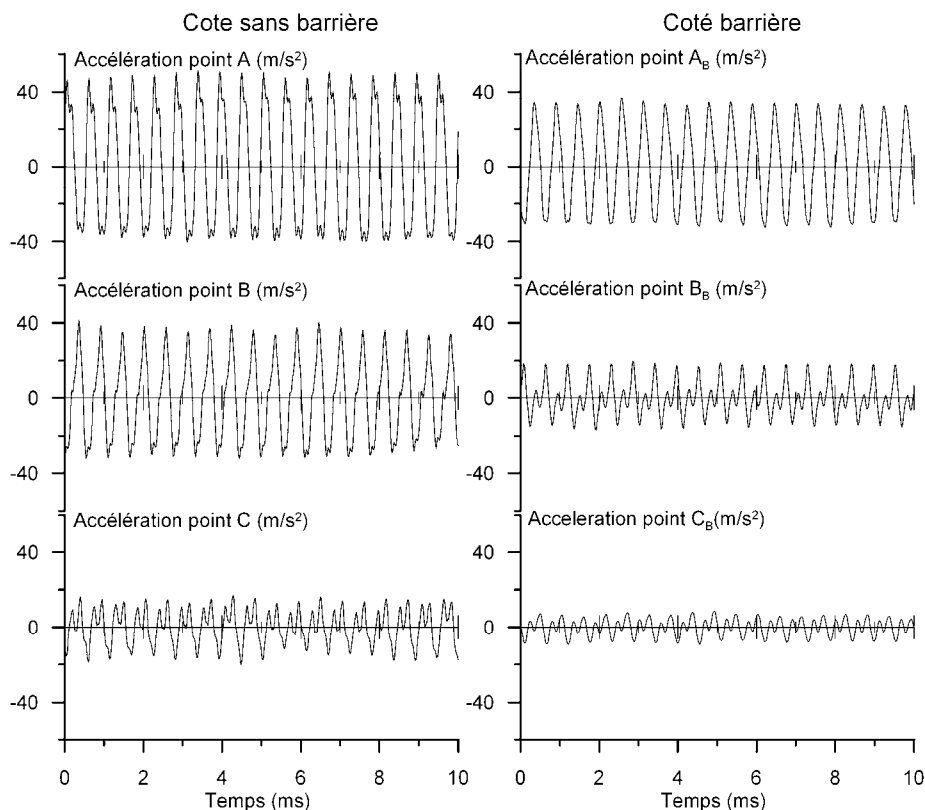 Cote sans barrière
Coté barrière
Accélération point A (m/s²)
40
0
-40
Accélération point A_B (m/s²)
40
0
-40
Accélération point B (m/s²)
40
0
-40
Accélération point B_B (m/s²)
40
0
-40
Accélération point C (m/s²)
40
0
-40
0 2 4 6 8 10
Temps (ms)
Acceleration point C_B(m/s²)
40
0
-40
0 2 4 6 8 10
Temps (ms)